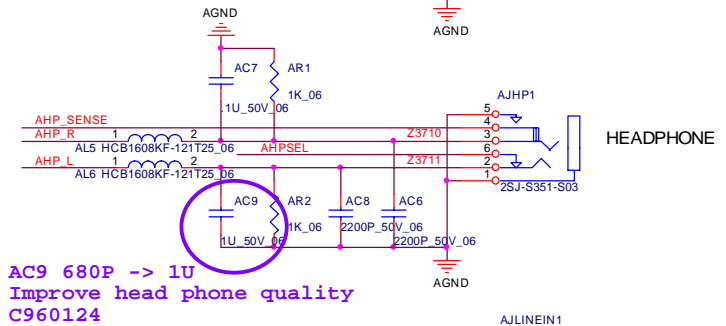 AGND
AGND
AC7
AR1
1K_06
.1U_50V_06
AJHP1
AHP_SENSE
AHP_R
1
2
AL5 HCB1608KF-121T25_06
AHPSEL
Z3710
AHP_L
1
2
AL6 HCB1608KF-121T25_06
Z3711
5
4
3
6
2
1
HEADPHONE
2SJ-S351-S03
AC9
AR2
AC8
AC6
.1U_50V_06
1K_06
2200P_50V_06
2200P_50V_06
AC9 680P -> 1U
Improve head phone quality
C960124
AGND
AJLINEIN1